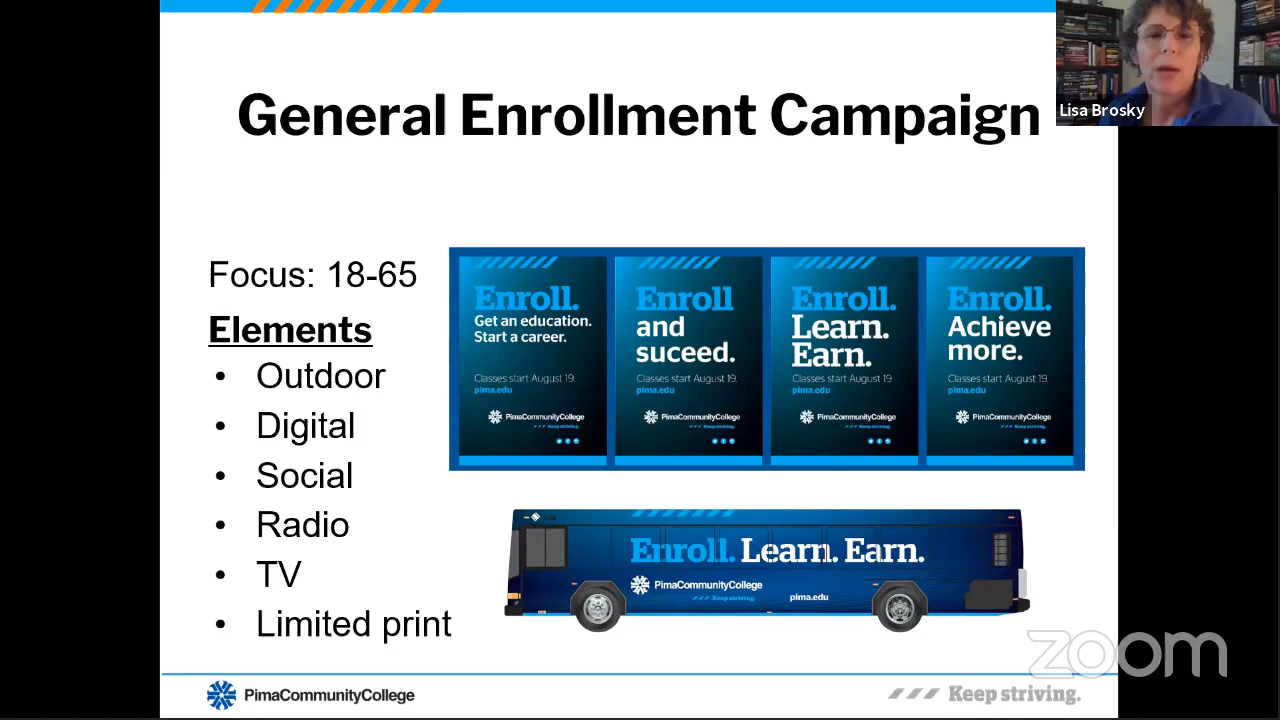 General Enrollment Campaign
Lisa Brosky
Focus: 18-65
Elements
• Outdoor
• Digital
• Social
• Radio
• TV
• Limited print
Enroll.
Get an education.
Start a career.
Classes start August 19.
pima.edu
PimaCommunityCollege
Keep striving.
Enroll
and
suceed.
Classes start August 19.
pima.edu
PimaCommunityCollege
Keep striving.
Enroll.
Learn.
Earn.
Classes start August 19.
pima.edu
PimaCommunityCollege
Keep striving.
Enroll.
Achieve
more.
Classes start August 19.
pima.edu
PimaCommunityCollege
Keep striving.
Enroll. Learn. Earn.
PimaCommunityCollege
Keep striving.
pima.edu
zoom
PimaCommunityCollege
Keep striving.